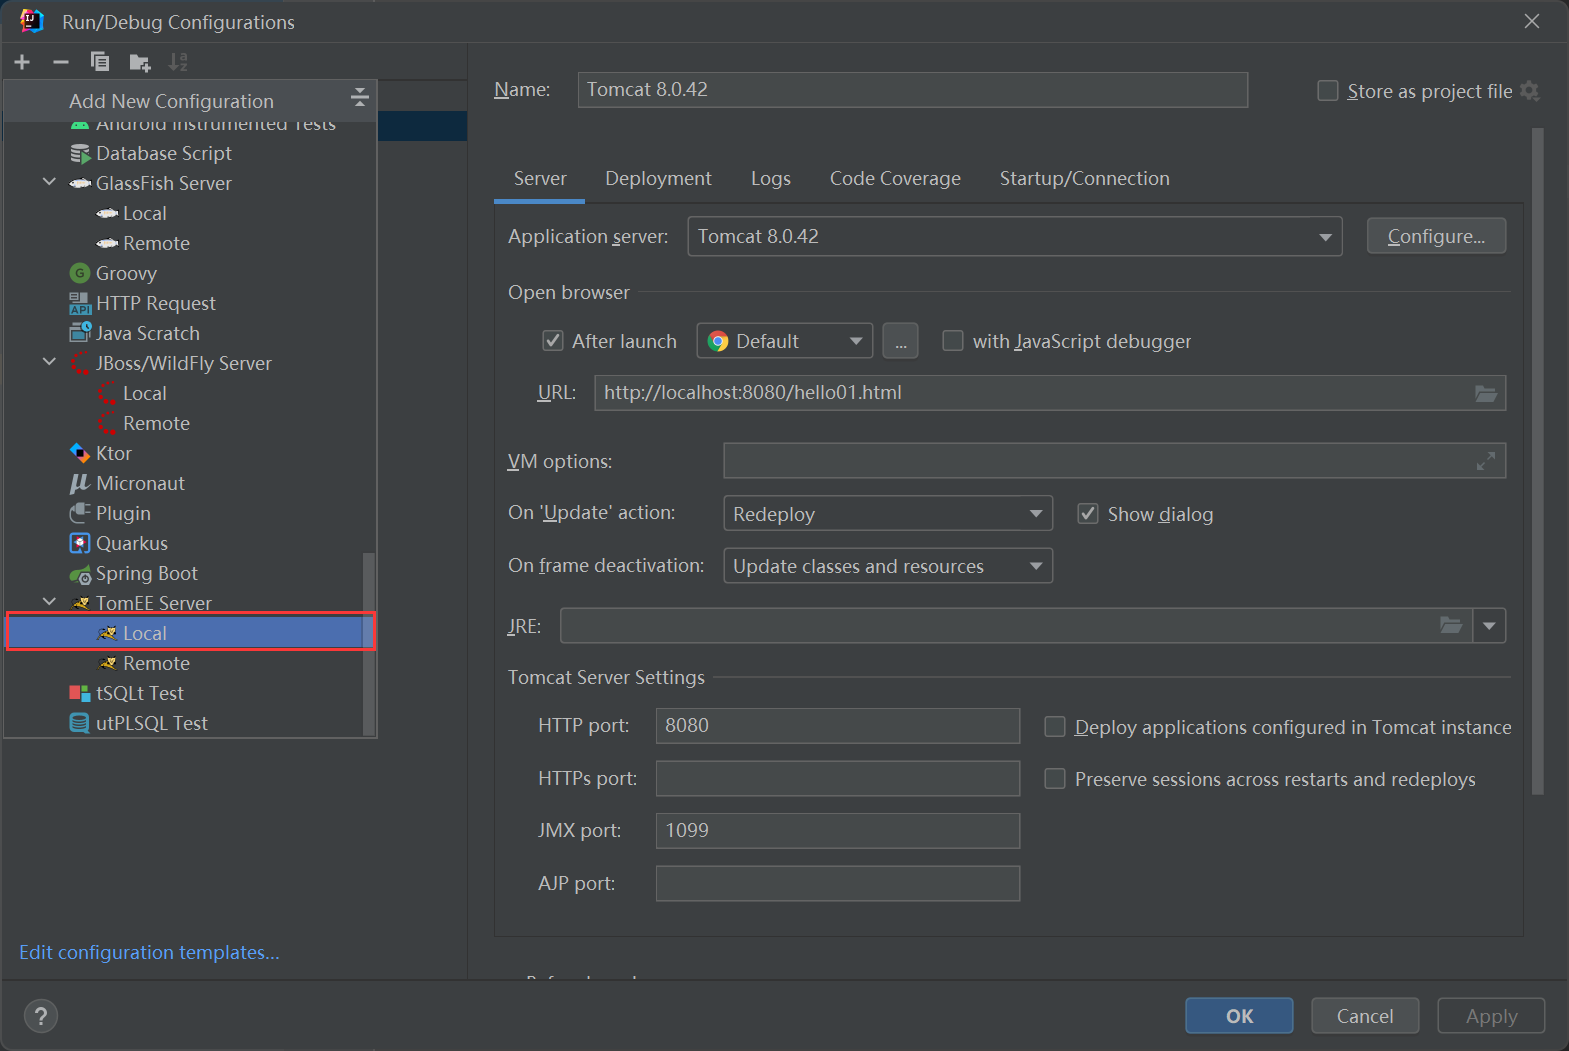 Run/Debug Configurations
Add New Configuration
Android Instrumented Tests
Database Script
GlassFish Server
Local
Remote
Groovy
HTTP Request
Java Scratch
JBoss/WildFly Server
Local
Remote
Ktor
Micronaut
Plugin
Quarkus
Spring Boot
TomEE Server
Local
Remote
tSQLt Test
utPLSQL Test
Edit configuration templates...
Name: Tomcat 8.0.42
Store as project file
Server Deployment Logs Code Coverage Startup/Connection
Application server: Tomcat 8.0.42 Configure...
Open browser
After launch Default ... with JavaScript debugger
URL: http://localhost:8080/hello01.html
VM options:
On 'Update' action: Redeploy Show dialog
On frame deactivation: Update classes and resources
JRE:
Tomcat Server Settings
HTTP port: 8080 Deploy applications configured in Tomcat instance
HTTPs port: Preserve sessions across restarts and redeploys
JMX port: 1099
AJP port:
? OK Cancel Apply